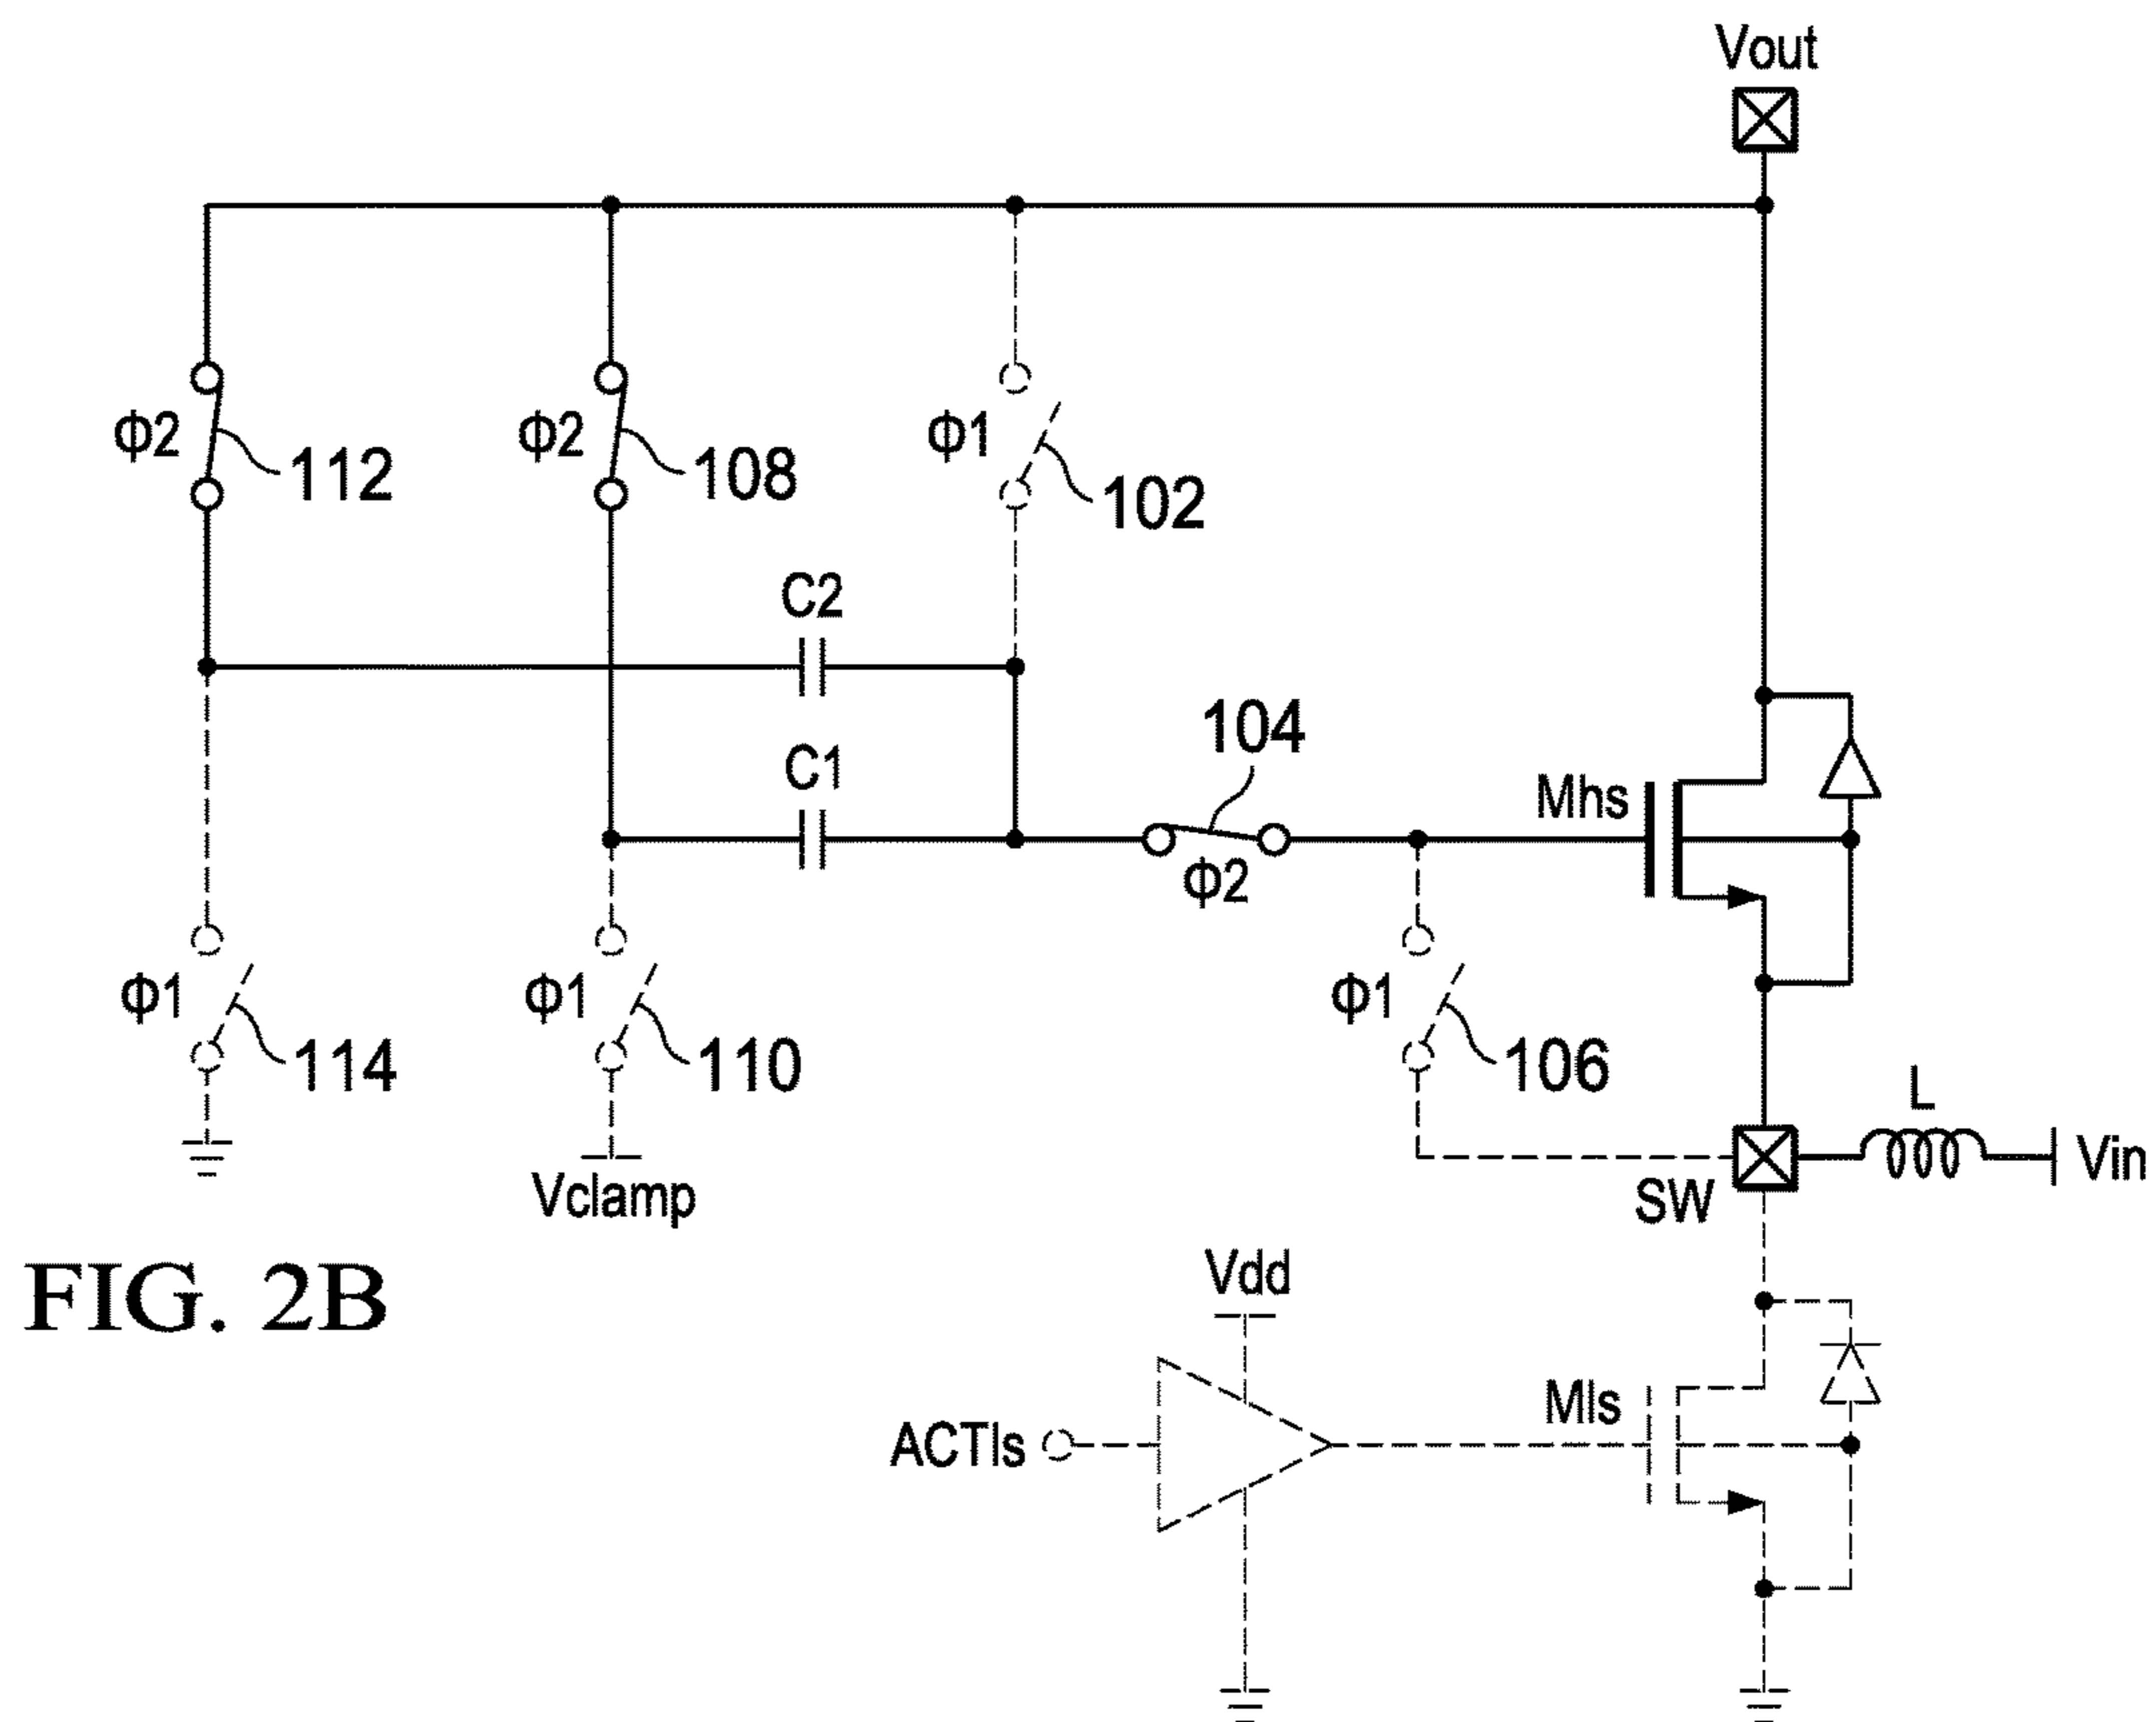 Vout
Φ2
112
Φ2
108
Φ1
102
C2
104
C1
Mhs
Φ2
Φ1
114
Φ1
110
Φ1
106
L
Vin
Vclamp
SW
Vdd
FIG. 2B
Mls
ACTls